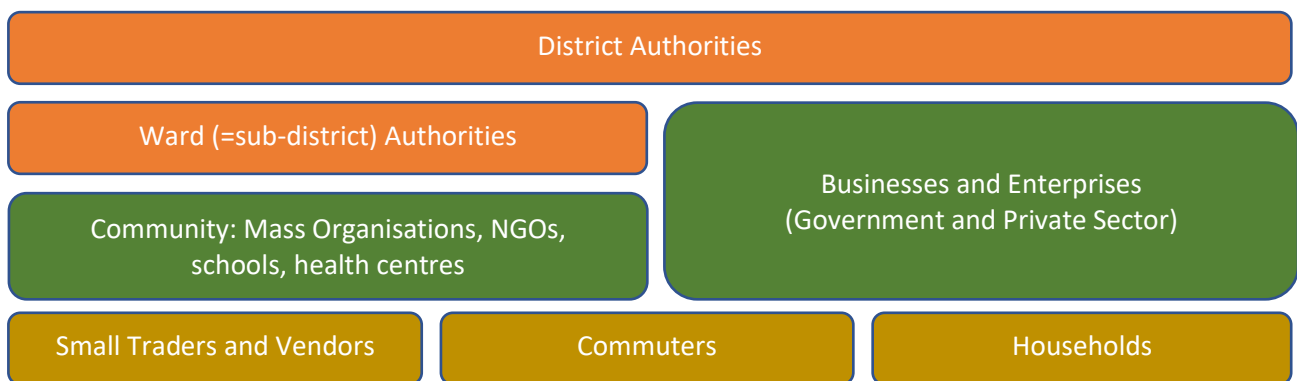 District Authorities
Ward (=sub-district) Authorities
Businesses and Enterprises
(Government and Private Sector)
Community: Mass Organisations, NGOs,
schools, health centres
Small Traders and Vendors
Commuters
Households